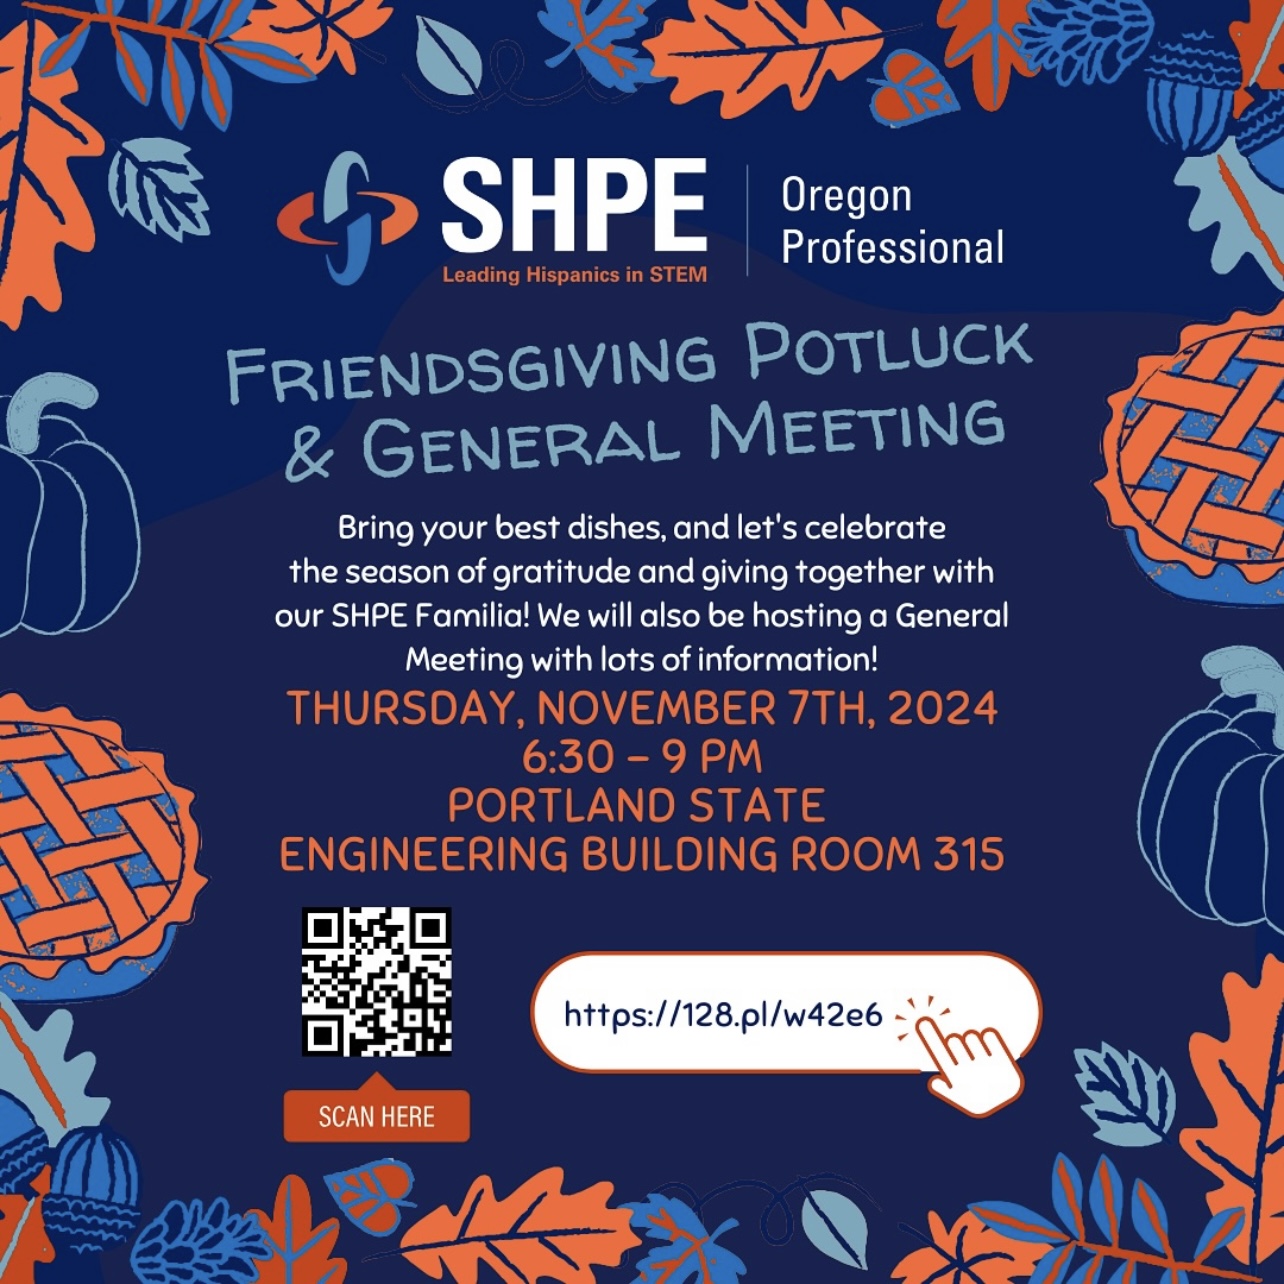 SHPE
Leading Hispanics in STEM
Oregon
Professional
FRIENDSGIVING POTLUCK
& GENERAL MEETING
Bring your best dishes, and let's celebrate
the season of gratitude and giving together with
our SHPE Familia! We will also be hosting a General
Meeting with lots of information!
THURSDAY, NOVEMBER 7TH, 2024
6:30 – 9 PM
PORTLAND STATE
ENGINEERING BUILDING ROOM 315
https://128.pl/w42e6
SCAN HERE